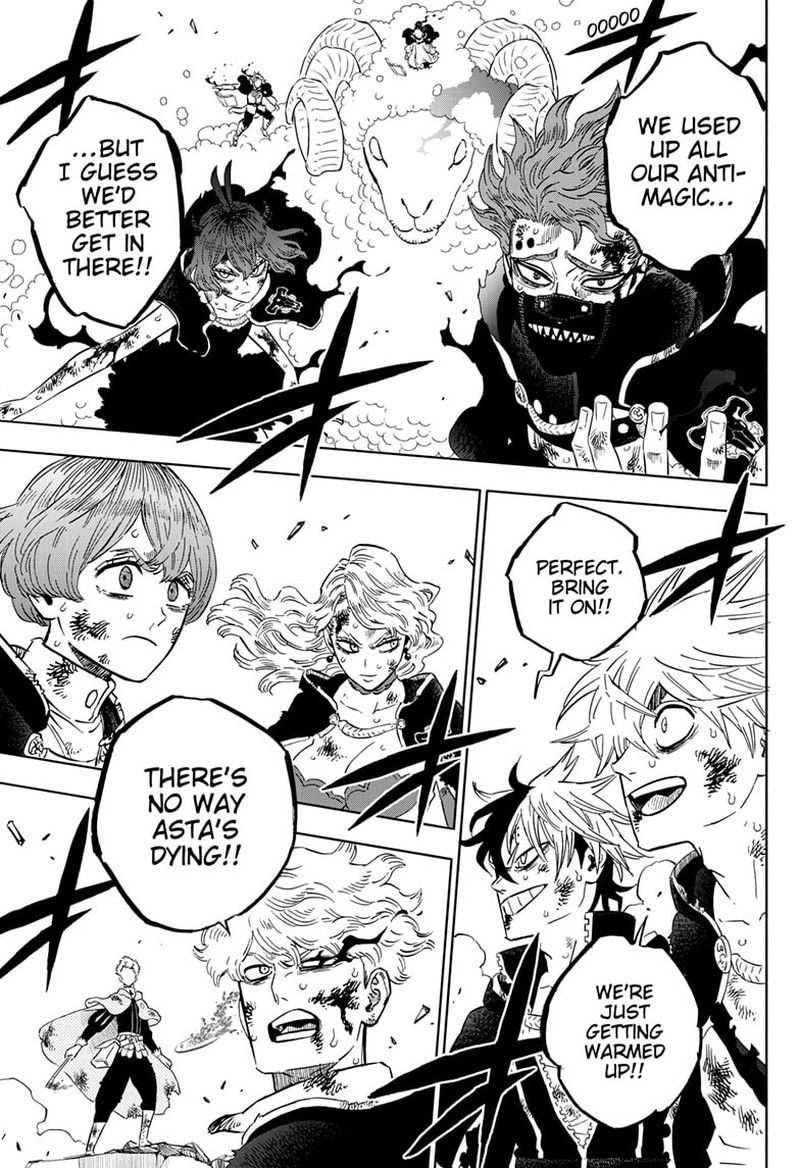 OOOOO
WE USED
UP ALL
OUR ANTI-
MAGIC...
...BUT
I GUESS
WE'D
BETTER
GET IN
THERE!!
PERFECT.
BRING
IT ON!!
WE'RE
JUST
GETTING
WARMED
UP!!
THERE'S
NO WAY
ASTA'S
DYING!!